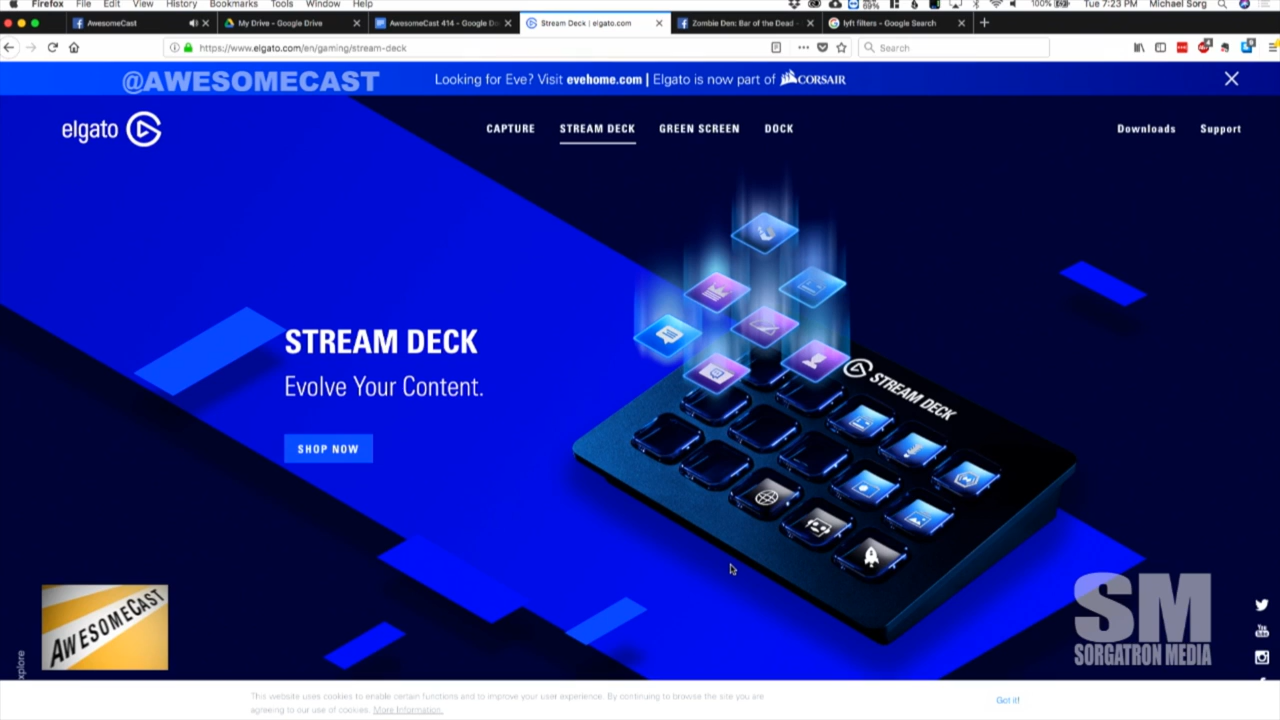 Firefox File Edit View History Bookmarks Tools Window Help 100% Tue 7:23 PM Michael Sorg
AwesomeCast My Drive - Google Drive AwesomeCast 414 - Google Do Stream Deck | elgato.com Zombie Den: Bar of the Dead - lyft filters - Google Search
https://www.elgato.com/en/gaming/stream-deck Search
@AWESOMECAST Looking for Eve? Visit evehome.com | Elgato is now part of CORSAIR
elgato CAPTURE STREAM DECK GREEN SCREEN DOCK Downloads Support
STREAM DECK
STREAM DECK
Evolve Your Content.
SHOP NOW
AWESOMECAST
SM
SORGATRON MEDIA
xplore
This website uses cookies to enable certain functions and to improve your user experience. By continuing to browse the site you are
agreeing to our use of cookies. More Information.
Got it!